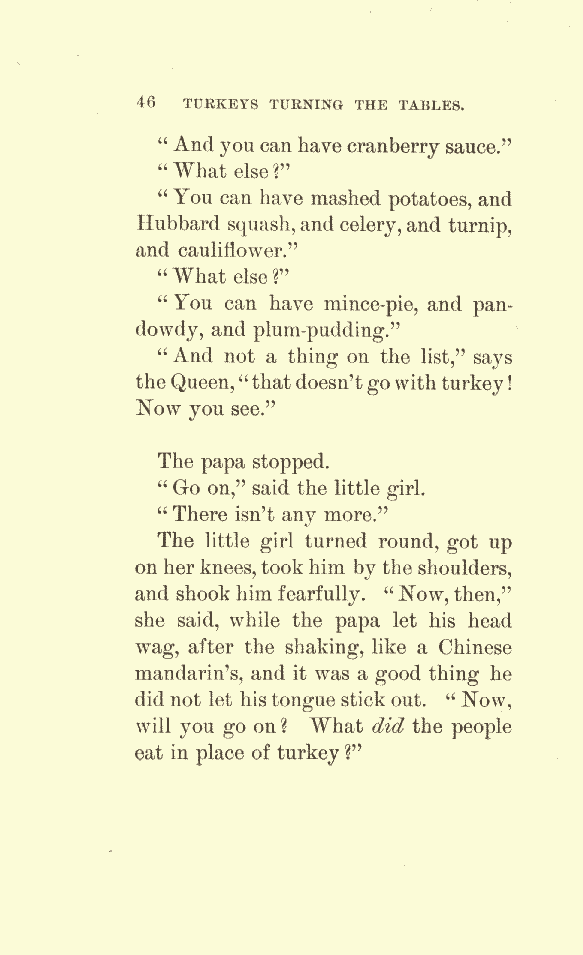 46 TURKEYS TURNING THE TABLES.
“And you can have cranberry sauce.”
“What else?”
“You can have mashed potatoes, and
Hubbard squash, and celery, and turnip,
and cauliflower.”
“What else?”
“You can have mince-pie, and pan-
dowdy, and plum-pudding.”
“And not a thing on the list,” says
the Queen, “that doesn’t go with turkey!
Now you see.”
The papa stopped.
“Go on,” said the little girl.
“There isn’t any more.”
The little girl turned round, got up
on her knees, took him by the shoulders,
and shook him fearfully. “Now, then,”
she said, while the papa let his head
wag, after the shaking, like a Chinese
mandarin’s, and it was a good thing he
did not let his tongue stick out. “Now,
will you go on? What did the people
eat in place of turkey?”